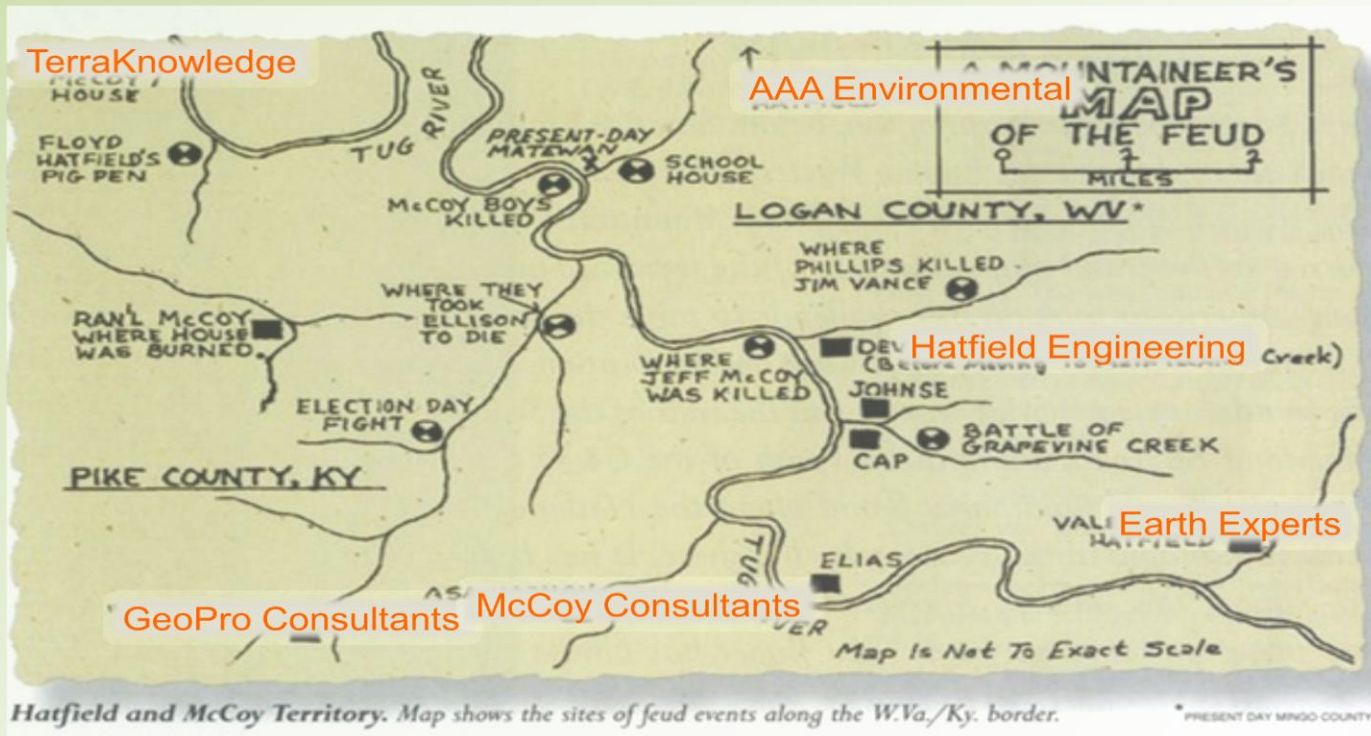 TerraKnowledge
HOUSE
FLOYD
HATFIELD'S
PIG PEN
TUG RIVER
PRESENT-DAY
MATEWAN
SCHOOL
HOUSE
McCOY BOYS
KILLED
AAA Environmental
A MOUNTAINEER'S
MAP
OF THE FEUD
0 1 2
MILES
LOGAN COUNTY, WV*
WHERE
PHILLIPS KILLED
JIM VANCE
RAN'L McCOY
WHERE HOUSE
WAS BURNED.
WHERE THEY
TOOK
ELLISON
TO DIE
WHERE
JEFF McCOY
WAS KILLED
Hatfield Engineering
Creek)
JOHNSE
CAP
BATTLE OF
GRAPEVINE CREEK
ELECTION DAY
FIGHT
PIKE COUNTY, KY
Earth Experts
HATFIELD
ELIAS
TUG
GeoPro Consultants
McCoy Consultants
Map Is Not To Exact Scale
Hatfield and McCoy Territory. Map shows the sites of feud events along the W.Va./Ky. border.
*PRESENT DAY MINGO COUNTY